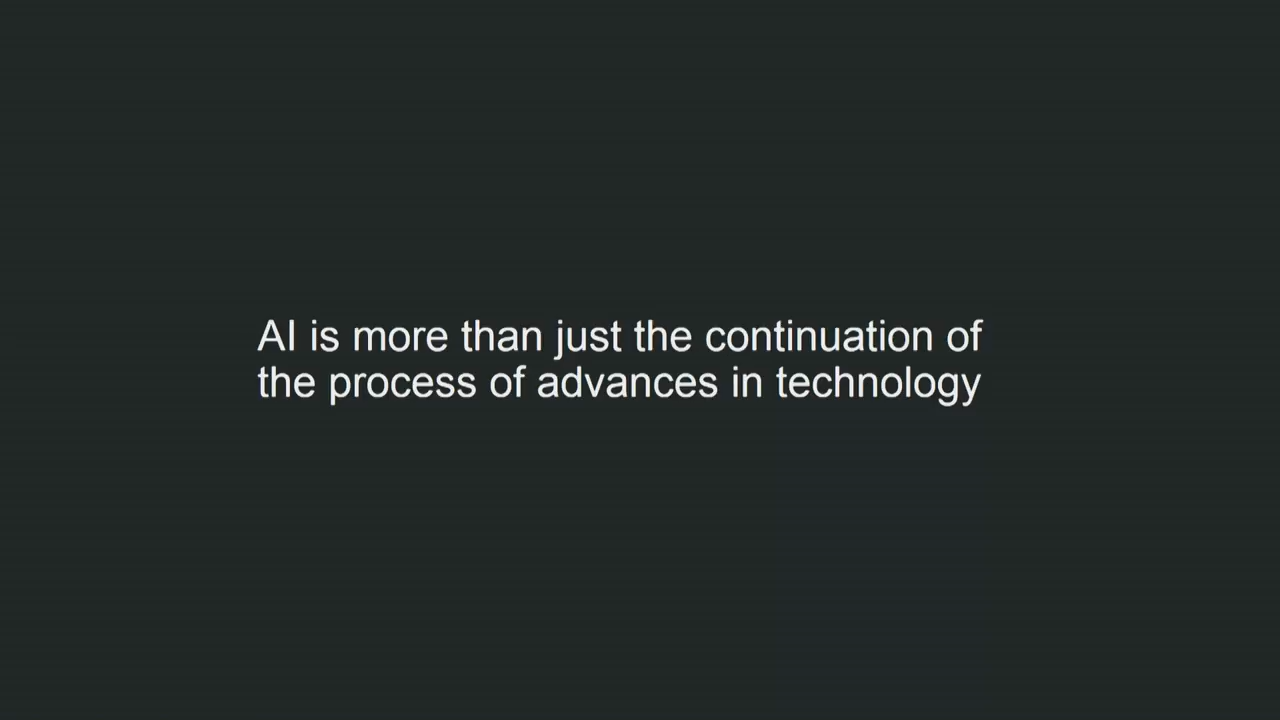 AI is more than just the continuation of
the process of advances in technology